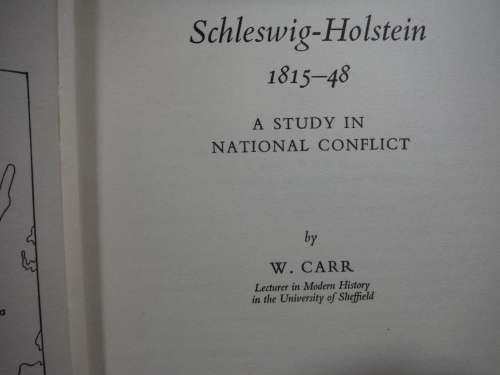 Schleswig-Holstein
1815–48
A STUDY IN
NATIONAL CONFLICT
by
W. CARR
Lecturer in Modern History
in the University of Sheffield